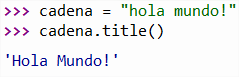 >>> cadena = "hola mundo!"
>>> cadena.title()
'Hola Mundo!'